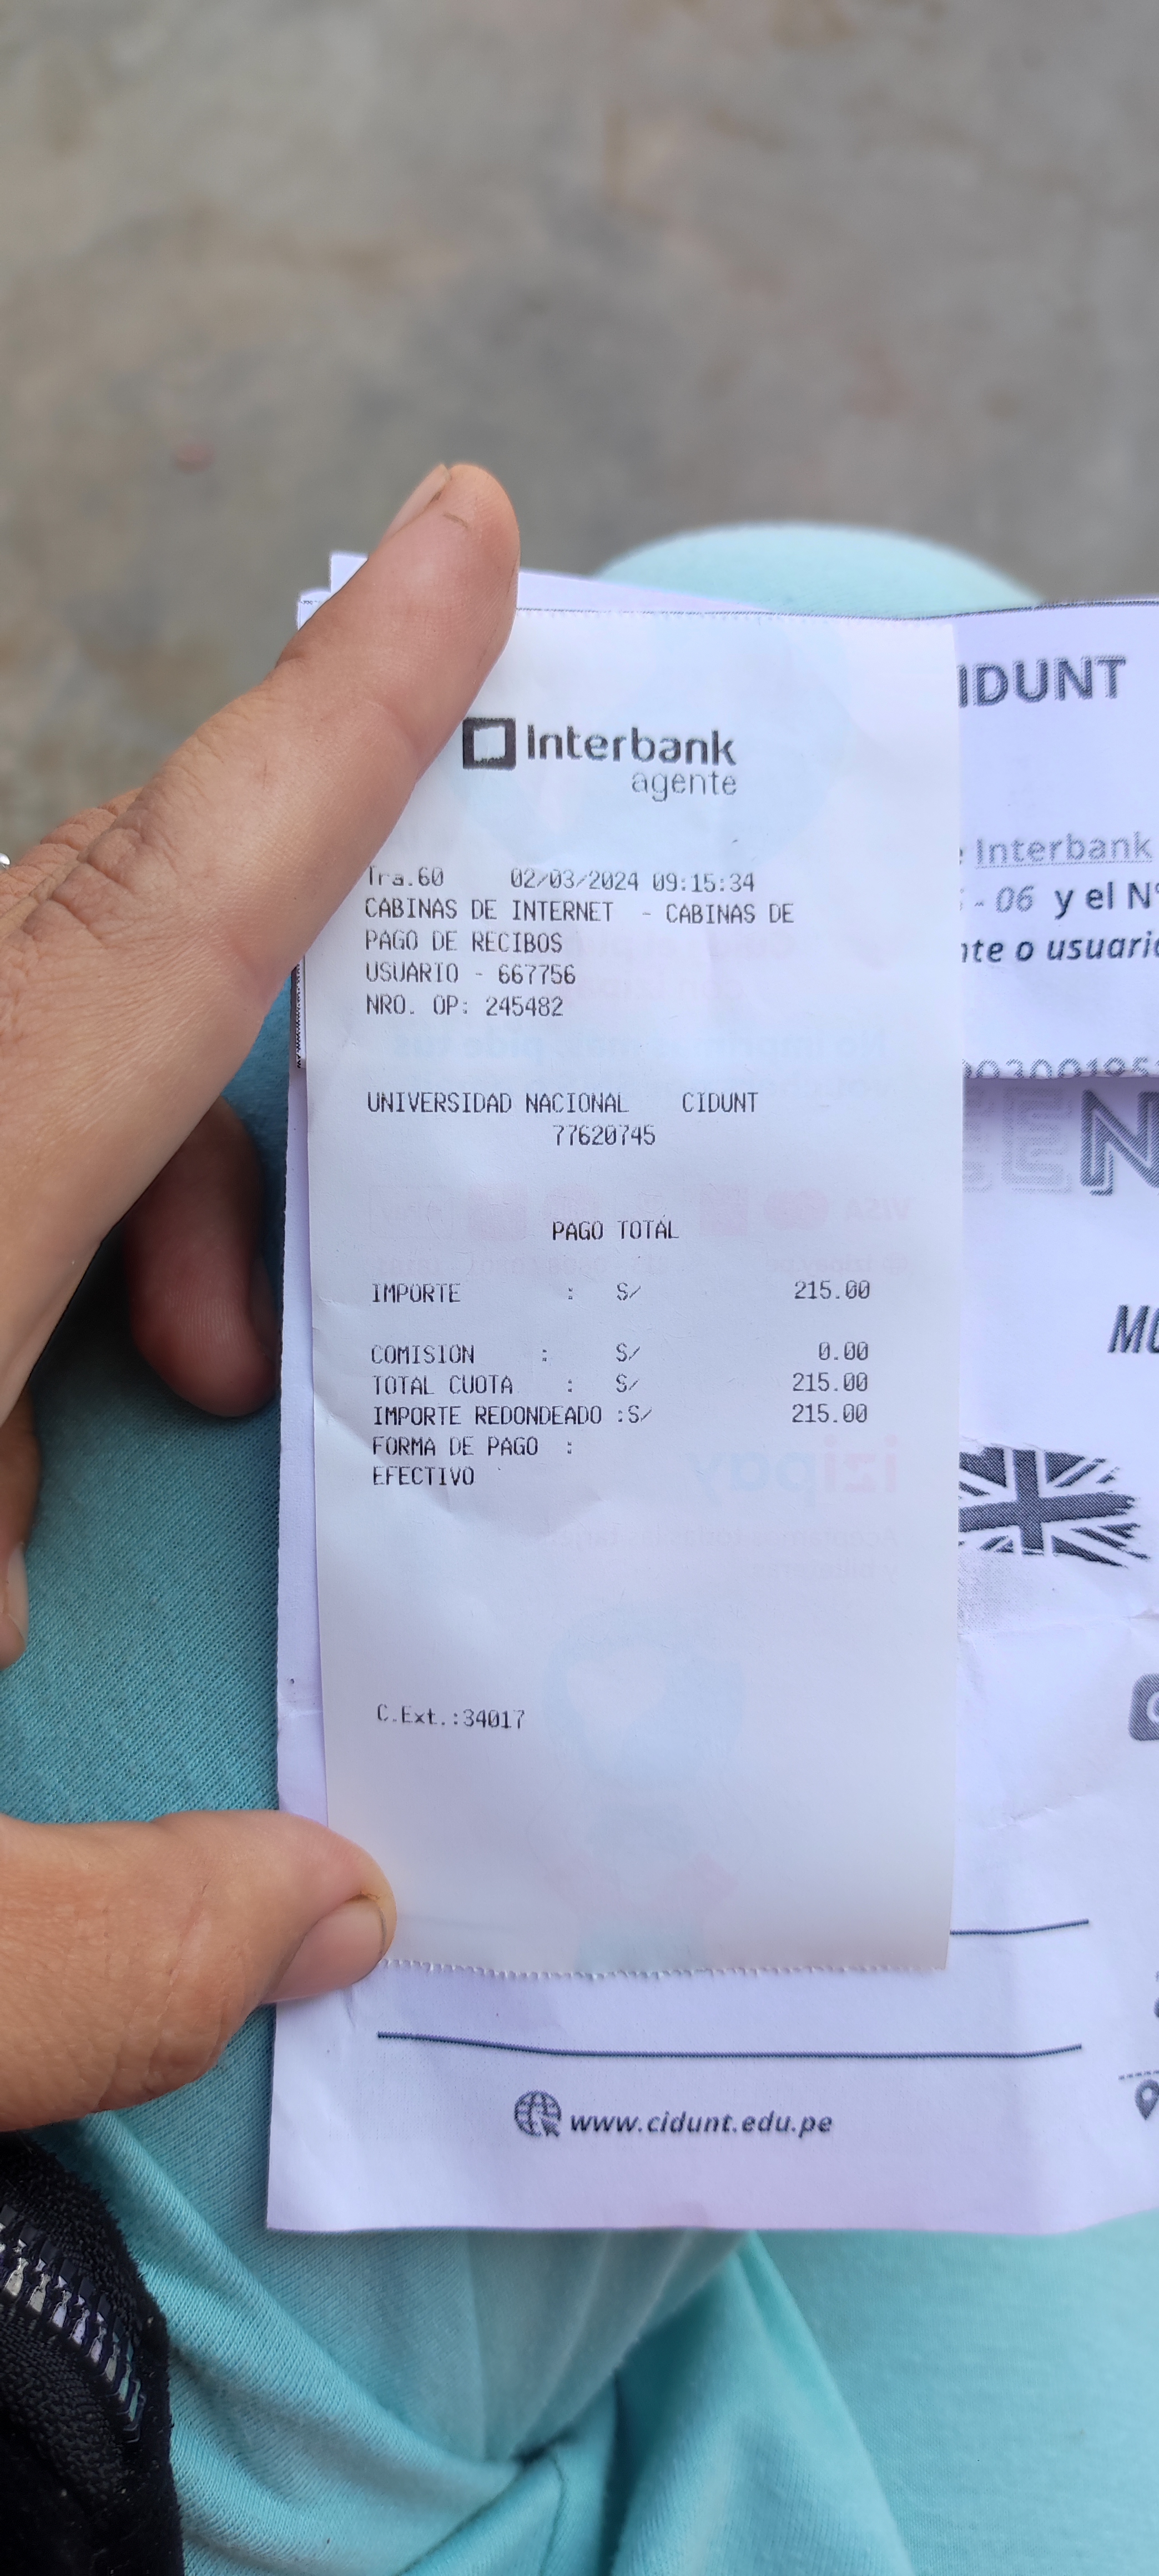 Interbank
agente
Tra.60 02/03/2024 09:15:34
CABINAS DE INTERNET - CABINAS DE
PAGO DE RECIBOS
USUARIO - 667756
NRO. OP: 245482
UNIVERSIDAD NACIONAL CIDUNT
77620745
PAGO TOTAL
IMPORTE : S/ 215.00
COMISION : S/ 0.00
TOTAL CUOTA : S/ 215.00
IMPORTE REDONDEADO :S/ 215.00
FORMA DE PAGO :
EFECTIVO
C.Ext.:34017
IDUNT
Interbank
- 06 y el N°
nte o usuario
EN
MO
www.cidunt.edu.pe